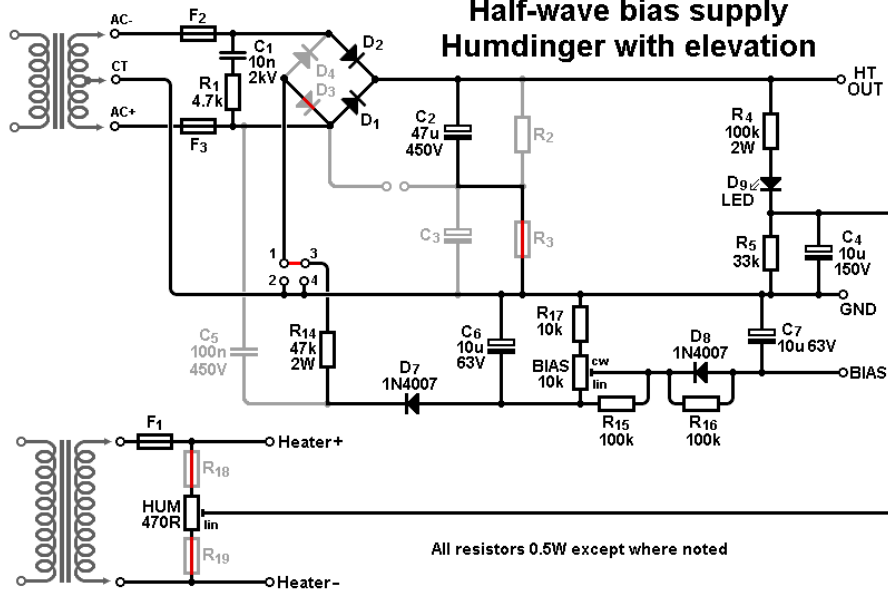 Half-wave bias supply
Humdinger with elevation
AC-
F2
CT
C1
10n
2kV
R1
4.7k
AC+
F3
D4
D2
D3
D1
C2
47u
450V
R2
C3
R3
HT
OUT
R4
100k
2W
D9
LED
R5
33k
C4
10u
150V
GND
1 3
2 4
C5
100n
450V
R14
47k
2W
D7
1N4007
C6
10u
63V
R17
10k
BIAS
10k
cw
lin
R15
100k
D8
1N4007
R16
100k
C7
10u 63V
BIAS
F1
Heater+
R18
HUM
470R
lin
R19
Heater–
All resistors 0.5W except where noted